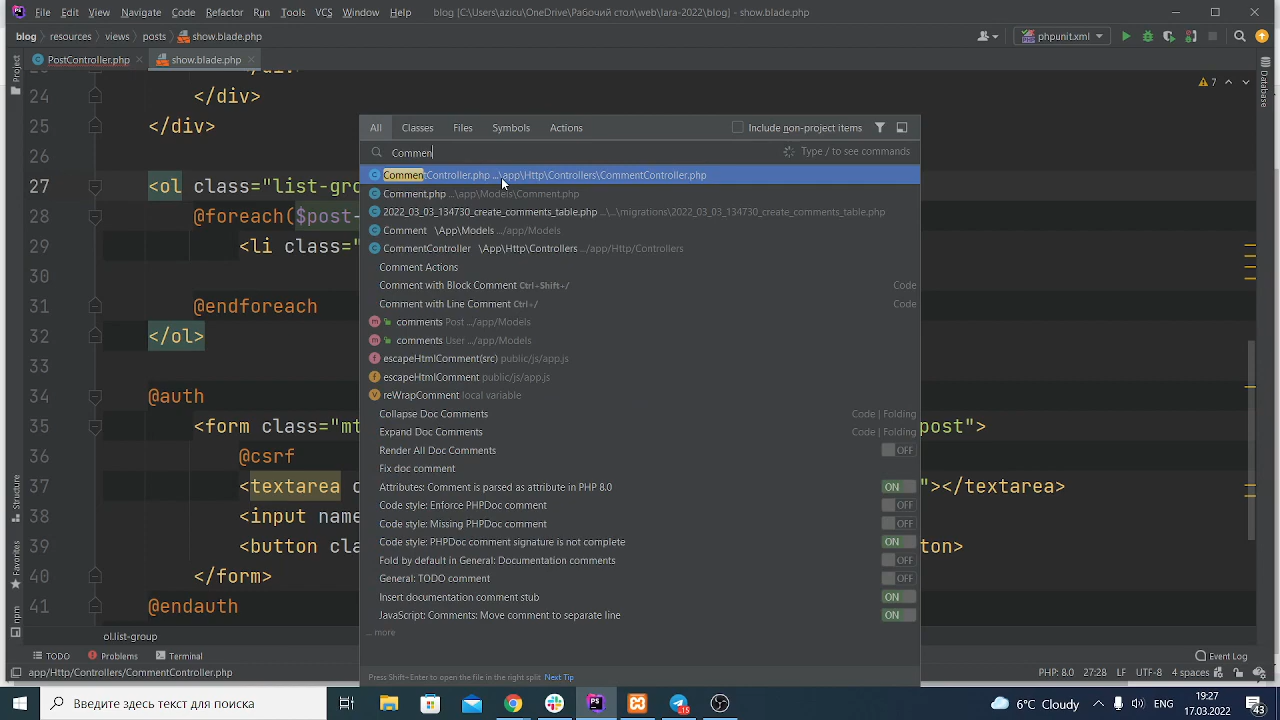 File Edit View Navigate Code Refactor Run Tools VCS Window Help blog [C:\Users\azicu\OneDrive\Рабочий стол\web\lara-2022\blog] - show.blade.php
blog resources views posts show.blade.php phpunit.xml
Project PostController.php show.blade.php Database
24 </div> 7
25 </div>
26
27 <ol class="list-gro
28 @foreach($post-
29 <li class="
30
31 @endforeach
32 </ol>
33
34 @auth
35 <form class="mt post">
36 @csrf
37 <textarea "></textarea>
38 <input name
39 <button cla ton>
40 </form>
41 @endauth
All Classes Files Symbols Actions Include non-project items
Commen Type / to see commands
CommentController.php ...\app\Http\Controllers\CommentController.php
Comment.php ...\app\Models\Comment.php
2022_03_03_134730_create_comments_table.php ...\...\migrations\2022_03_03_134730_create_comments_table.php
Comment \App\Models .../app/Models
CommentController \App\Http\Controllers .../app/Http/Controllers
Comment Actions
Comment with Block Comment Ctrl+Shift+/ Code
Comment with Line Comment Ctrl+/ Code
comments Post .../app/Models
comments User .../app/Models
escapeHtmlComment(src) public/js/app.js
escapeHtmlComment public/js/app.js
reWrapComment local variable
Collapse Doc Comments Code | Folding
Expand Doc Comments Code | Folding
Render All Doc Comments OFF
Fix doc comment
Attributes: Comment is parsed as attribute in PHP 8.0 ON
Code style: Enforce PHPDoc comment OFF
Code style: Missing PHPDoc comment OFF
Code style: PHPDoc comment signature is not complete ON
Fold by default in General: Documentation comments OFF
General: TODO comment OFF
Insert documentation comment stub ON
JavaScript: Comments: Move comment to separate line ON
... more
Press Shift+Enter to open the file in the right split Next Tip
Structure
Favorites
npm
ol.list-group
TODO Problems Terminal Event Log
app/Http/Controllers/CommentController.php PHP: 8.0 27:28 LF UTF-8 4 spaces
Введите здесь текст для поиска 15 6°C Cloudy ENG 19:27
17.03.2022 43